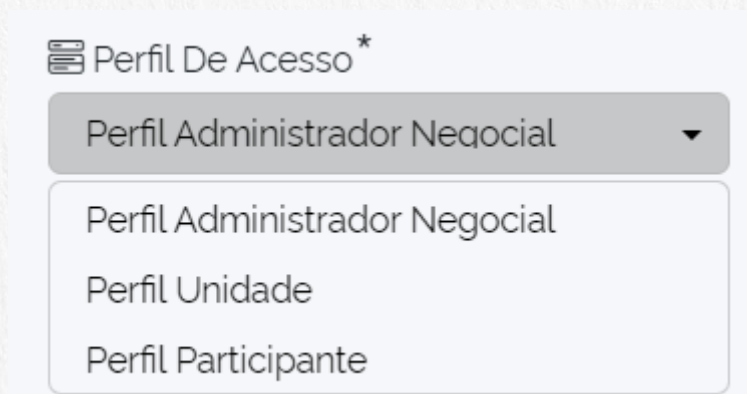 Perfil De Acesso*
Perfil Administrador Negocial
Perfil Administrador Negocial
Perfil Unidade
Perfil Participante